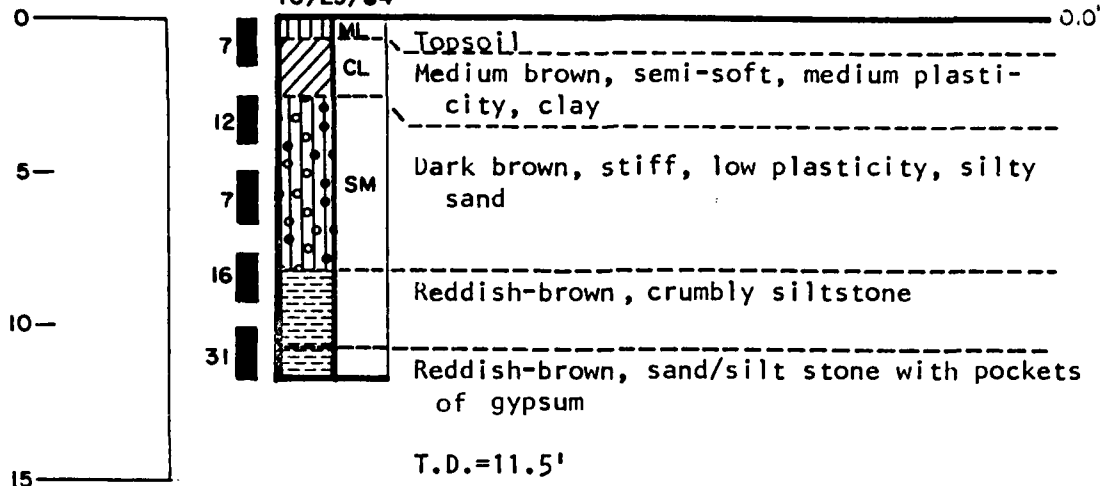 0
0.0'
ML
Topsoil
7
CL
Medium brown, semi-soft, medium plasti-
city, clay
12
5
Dark brown, stiff, low plasticity, silty
SM
sand
7
16
Reddish-brown, crumbly siltstone
10
31
Reddish-brown, sand/silt stone with pockets
of gypsum
T.D.=11.5'
15